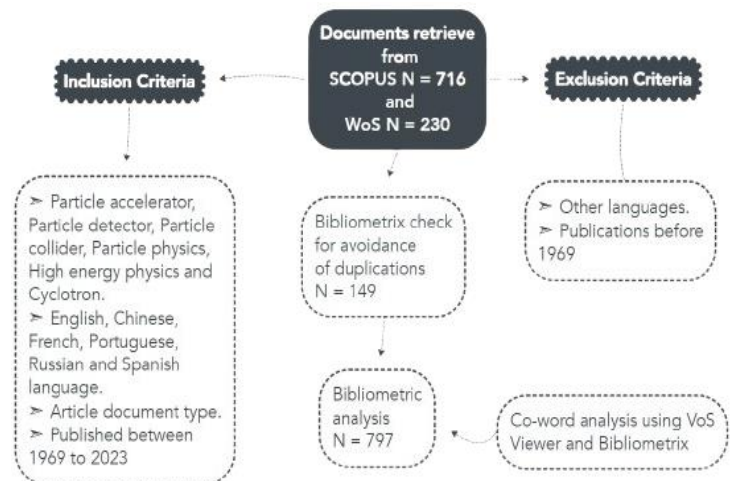 Documents retrieve
from
SCOPUS N = 716
and
WoS N = 230
Inclusion Criteria
Exclusion Criteria
➣ Particle accelerator,
Particle detector, Particle
collider, Particle physics,
High energy physics and
Cyclotron.
➣ English, Chinese,
French, Portuguese,
Russian and Spanish
language.
➣ Article document type.
➣ Published between
1969 to 2023
Bibliometrix check
for avoidance
of duplications
N = 149
➣ Other languages.
➣ Publications before
1969
Bibliometric
analysis
N = 797
Co-word analysis using VoS
Viewer and Bibliometrix